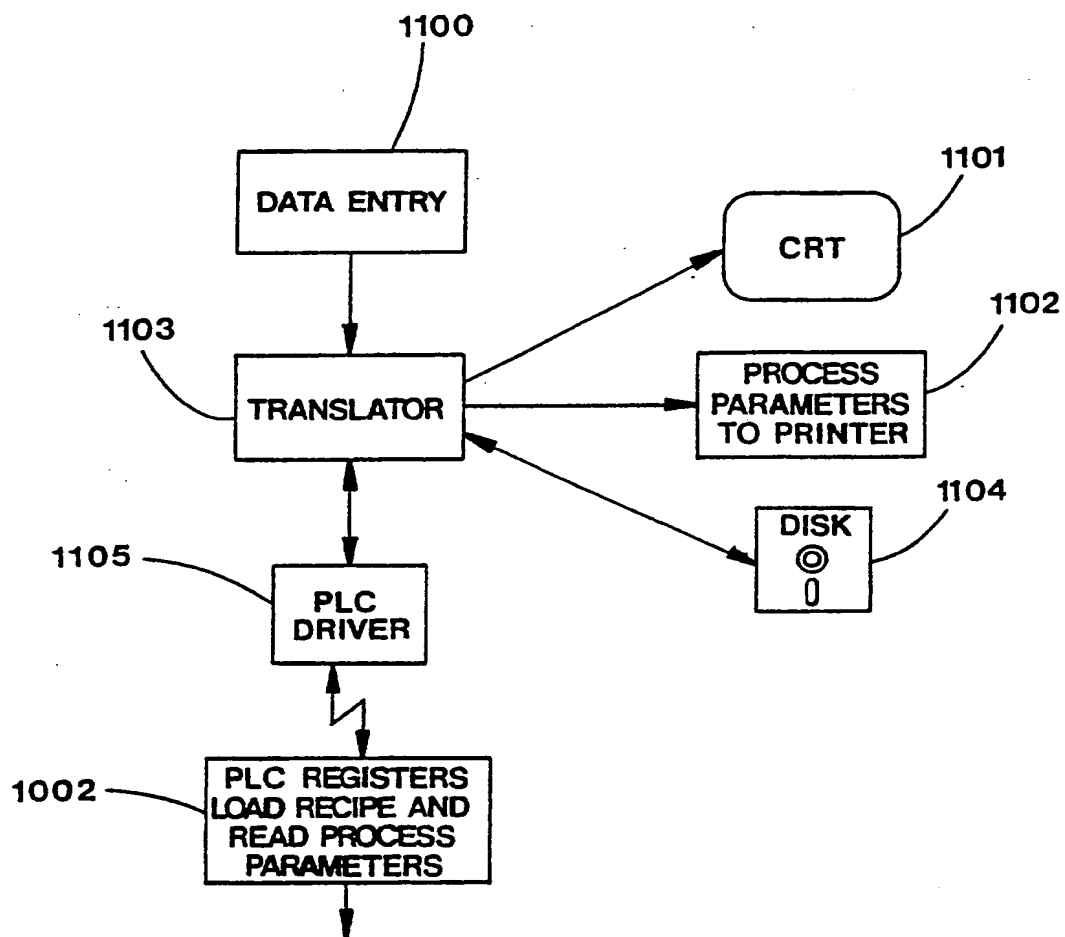 1100
DATA ENTRY
1101
CRT
1102
1103
TRANSLATOR
PROCESS
PARAMETERS
TO PRINTER
1104
DISK
1105
PLC
DRIVER
1002
PLC REGISTERS
LOAD RECIPE AND
READ PROCESS
PARAMETERS